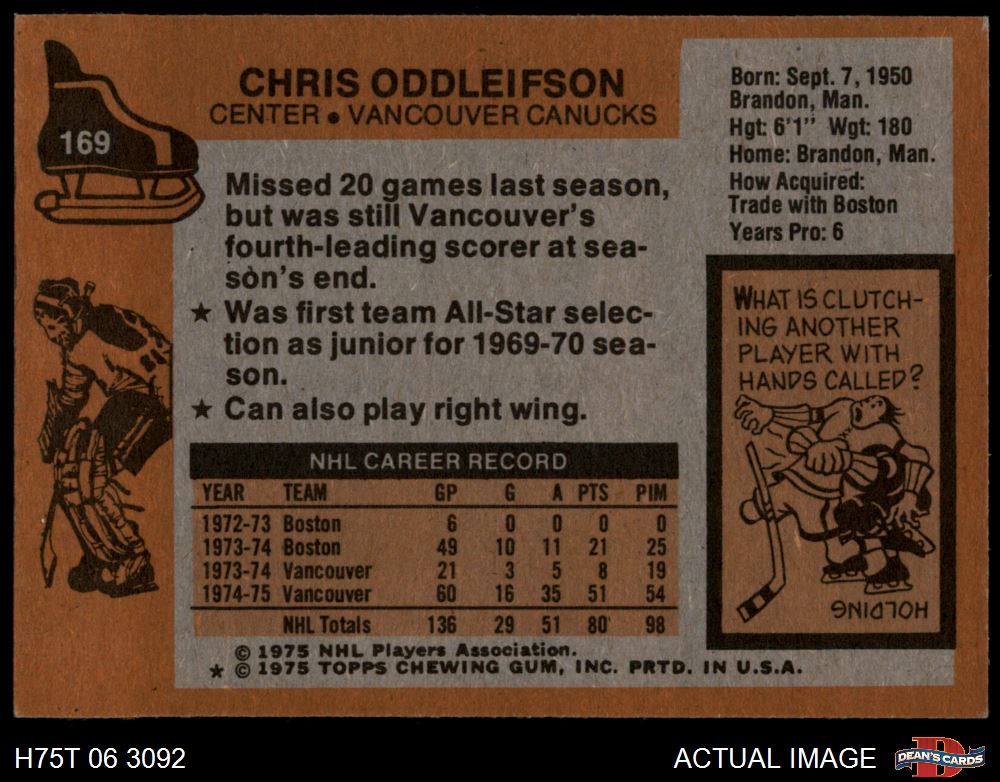 169
CHRIS ODDLEIFSON
CENTER ● VANCOUVER CANUCKS
Missed 20 games last season,
but was still Vancouver's
fourth-leading scorer at sea-
son's end.
★ Was first team All-Star selec-
tion as junior for 1969-70 sea-
son.
★ Can also play right wing.
Born: Sept. 7, 1950
Brandon, Man.
Hgt: 6'1" Wgt: 180
Home: Brandon, Man.
How Acquired:
Trade with Boston
Years Pro: 6
WHAT IS CLUTCH-
ING ANOTHER
PLAYER WITH
HANDS CALLED?
HOLDING
NHL CAREER RECORD
YEAR TEAM GP G A PTS PIM
1972-73 Boston 6 0 0 0 0
1973-74 Boston 49 10 11 21 25
1973-74 Vancouver 21 3 5 8 19
1974-75 Vancouver 60 16 35 51 54
NHL Totals 136 29 51 80 98
© 1975 NHL Players Association.
★ © 1975 TOPPS CHEWING GUM, INC. PRTD. IN U.S.A.
H75T 06 3092
ACTUAL IMAGE
D
DEAN'S CARDS